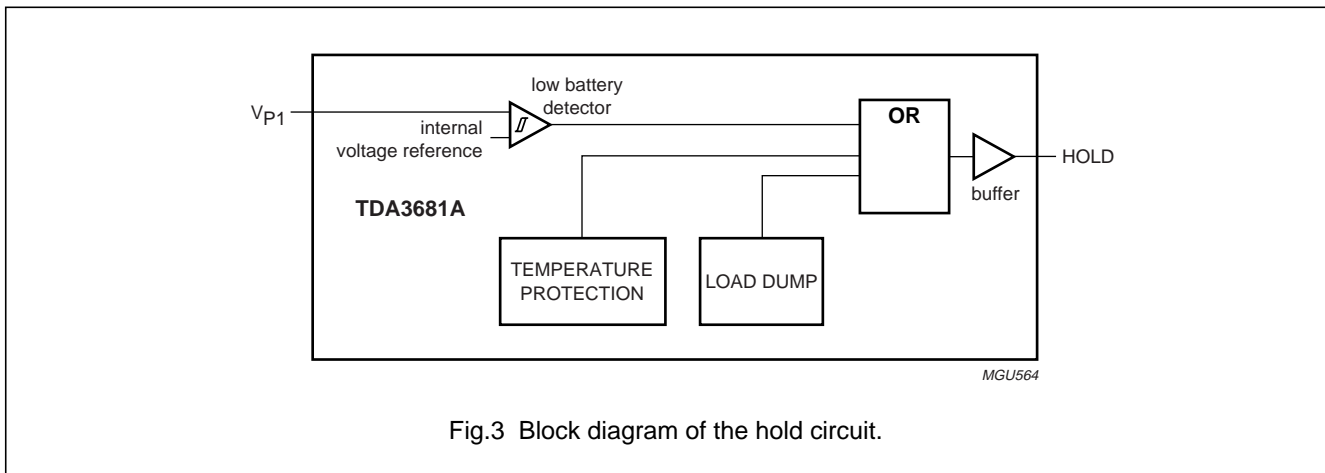 low battery
detector
VP1
internal
voltage reference
OR
HOLD
buffer
TDA3681A
TEMPERATURE
PROTECTION
LOAD DUMP
MGU564
Fig.3 Block diagram of the hold circuit.